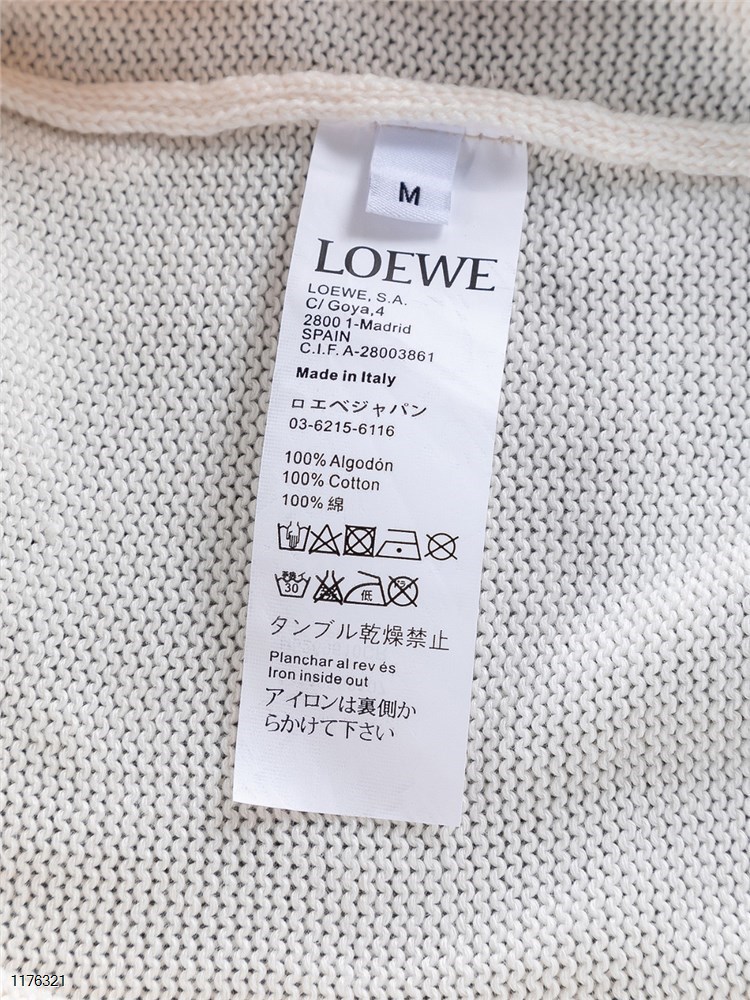 M
LOEWE
LOEWE, S.A.
C/ Goya,4
2800 1-Madrid
SPAIN
C.I.F. A-28003861
Made in Italy
ロエベジャパン
03-6215-6116
100% Algodón
100% Cotton
100% 綿
30
低
タンブル乾燥禁止
Planchar al rev és
Iron inside out
アイロンは裏側か
らかけて下さい
1176321